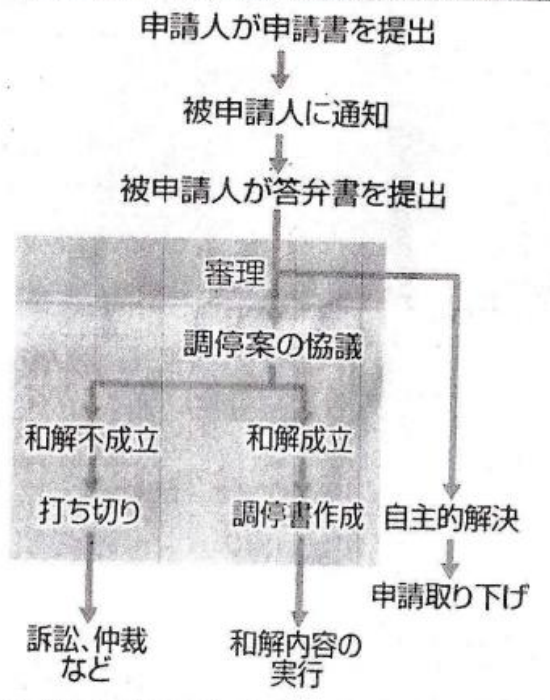 申請人が申請書を提出
被申請人に通知
被申請人が答弁書を提出
審理
調停案の協議
和解不成立
和解成立
打ち切り
調停書作成
自主的解決
申請取り下げ
訴訟、仲裁
など
和解内容の
実行